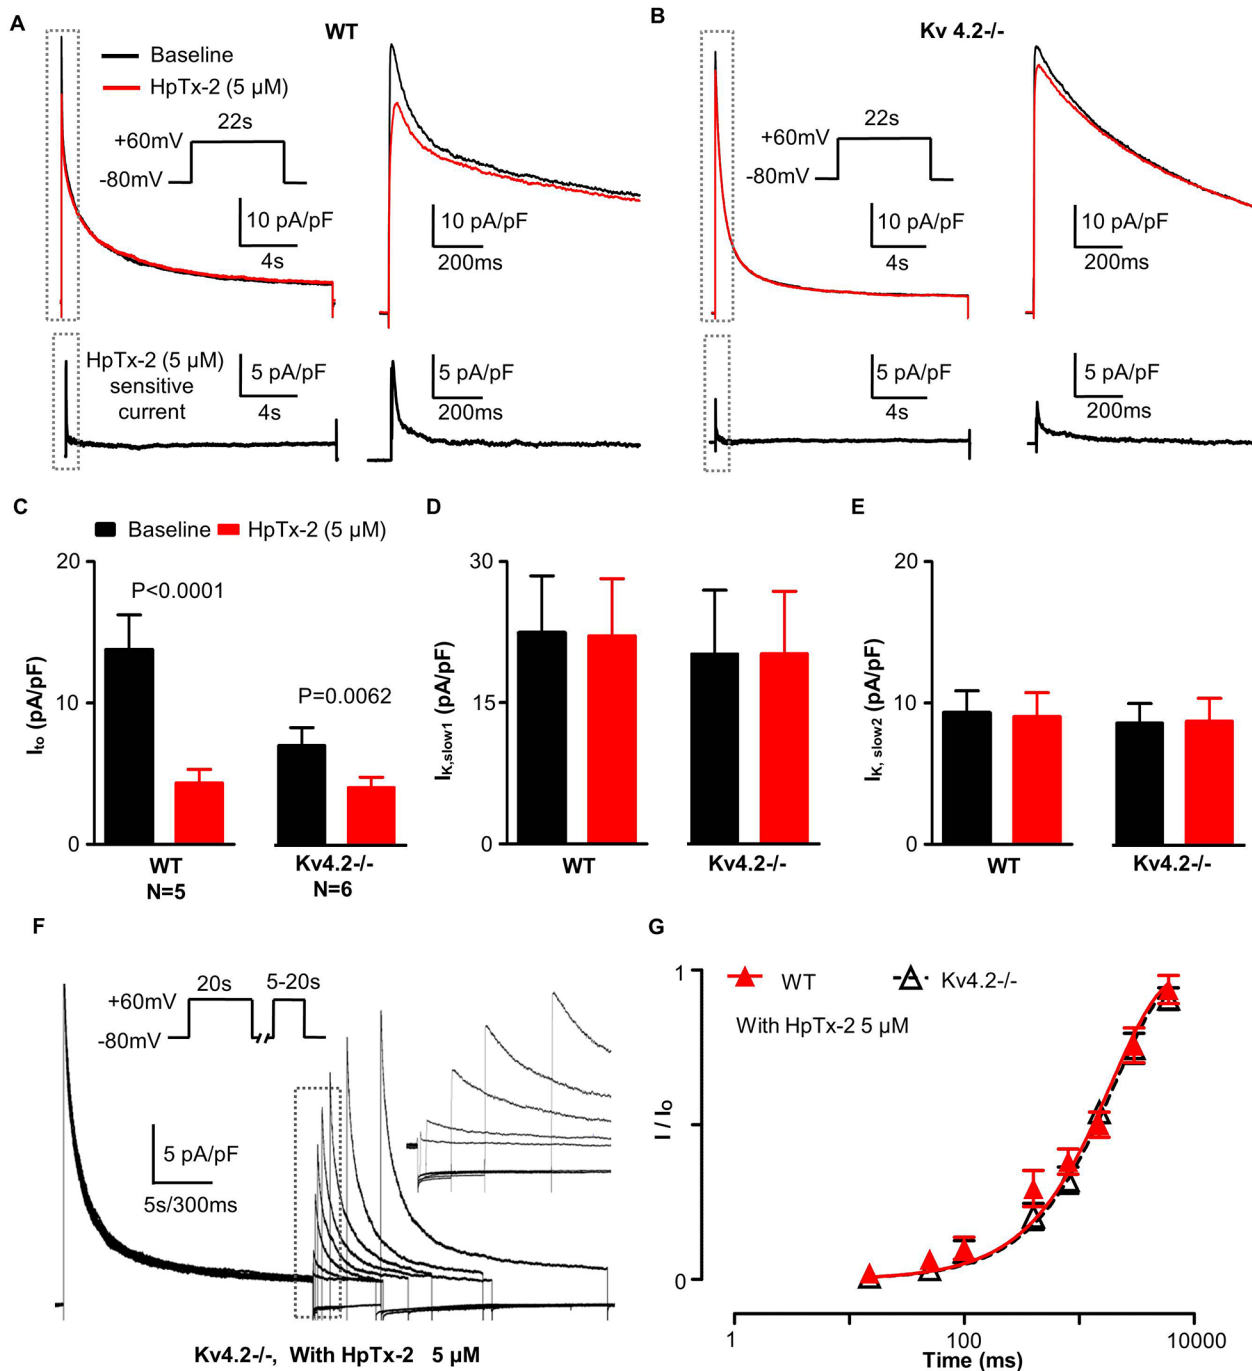 A
WT
Baseline
HpTx-2 (5 µM)
22s
+60mV
-80mV
10 pA/pF
4s
10 pA/pF
200ms
HpTx-2 (5 µM)
sensitive
current
5 pA/pF
4s
5 pA/pF
200ms
B
Kv 4.2-/-
22s
+60mV
-80mV
10 pA/pF
4s
10 pA/pF
200ms
5 pA/pF
4s
5 pA/pF
200ms
C
Baseline HpTx-2 (5 µM)
20
10
0
Ito (pA/pF)
P<0.0001
P=0.0062
WT
N=5
Kv4.2-/-
N=6
D
30
15
0
IK,slow1 (pA/pF)
WT
Kv4.2-/-
E
20
10
0
IK, slow2 (pA/pF)
WT
Kv4.2-/-
F
20s
5-20s
+60mV
-80mV
5 pA/pF
5s/300ms
Kv4.2-/-, With HpTx-2 5 µM
G
1
0
I / IO
WT
Kv4.2-/-
With HpTx-2 5 µM
1
100
10000
Time (ms)